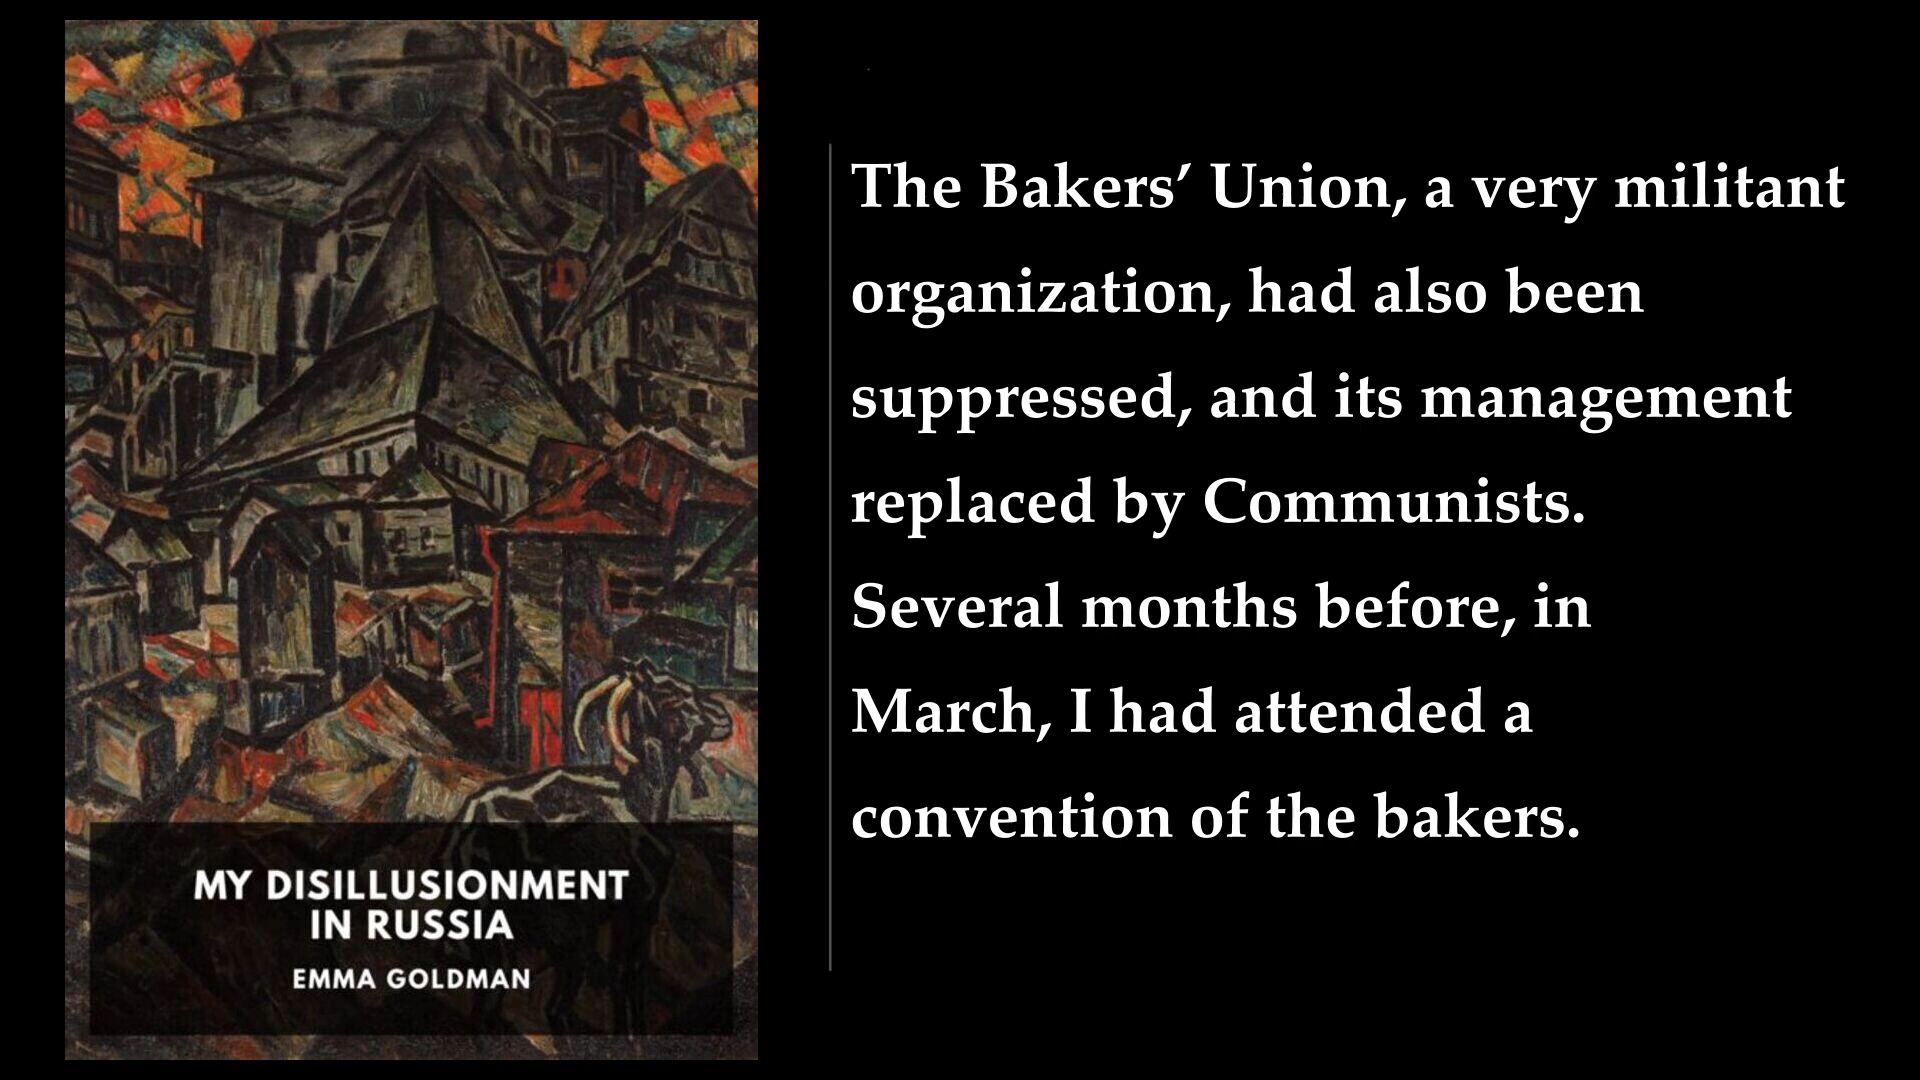 The Bakers’ Union, a very militant
organization, had also been
suppressed, and its management
replaced by Communists.
Several months before, in
March, I had attended a
convention of the bakers.
MY DISILLUSIONMENT
IN RUSSIA
EMMA GOLDMAN